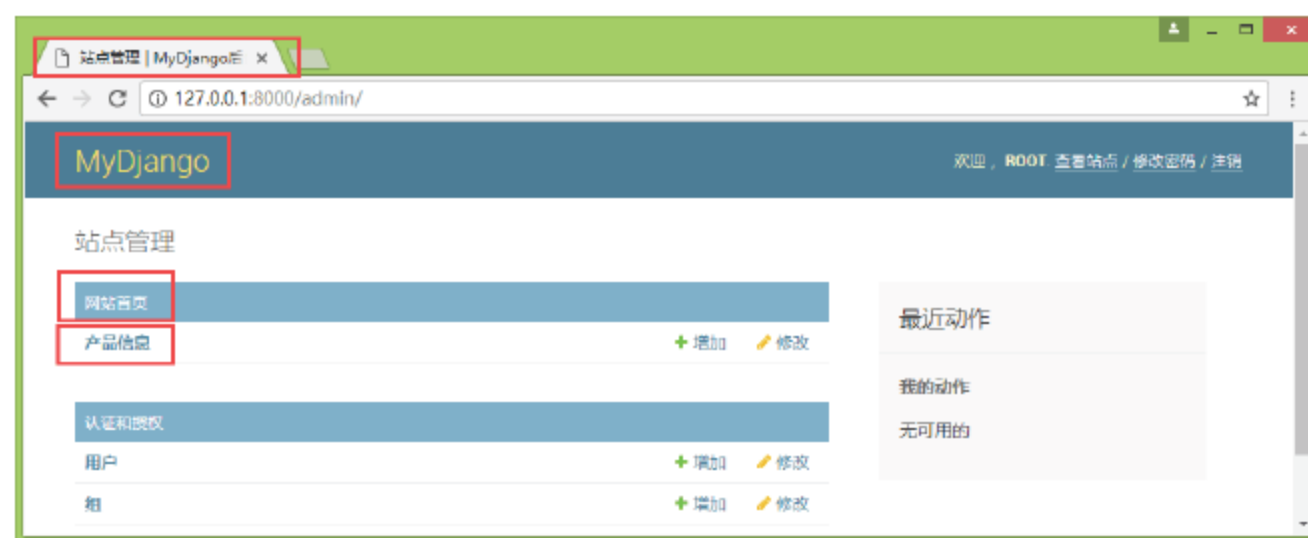 站点管理 | MyDjango后
127.0.0.1:8000/admin/
MyDjango
欢迎，ROOT 查看站点 / 修改密码 / 注销
站点管理
网站首页
产品信息
增加 修改
认证和授权
用户
增加 修改
组
增加 修改
最近动作
我的动作
无可用的